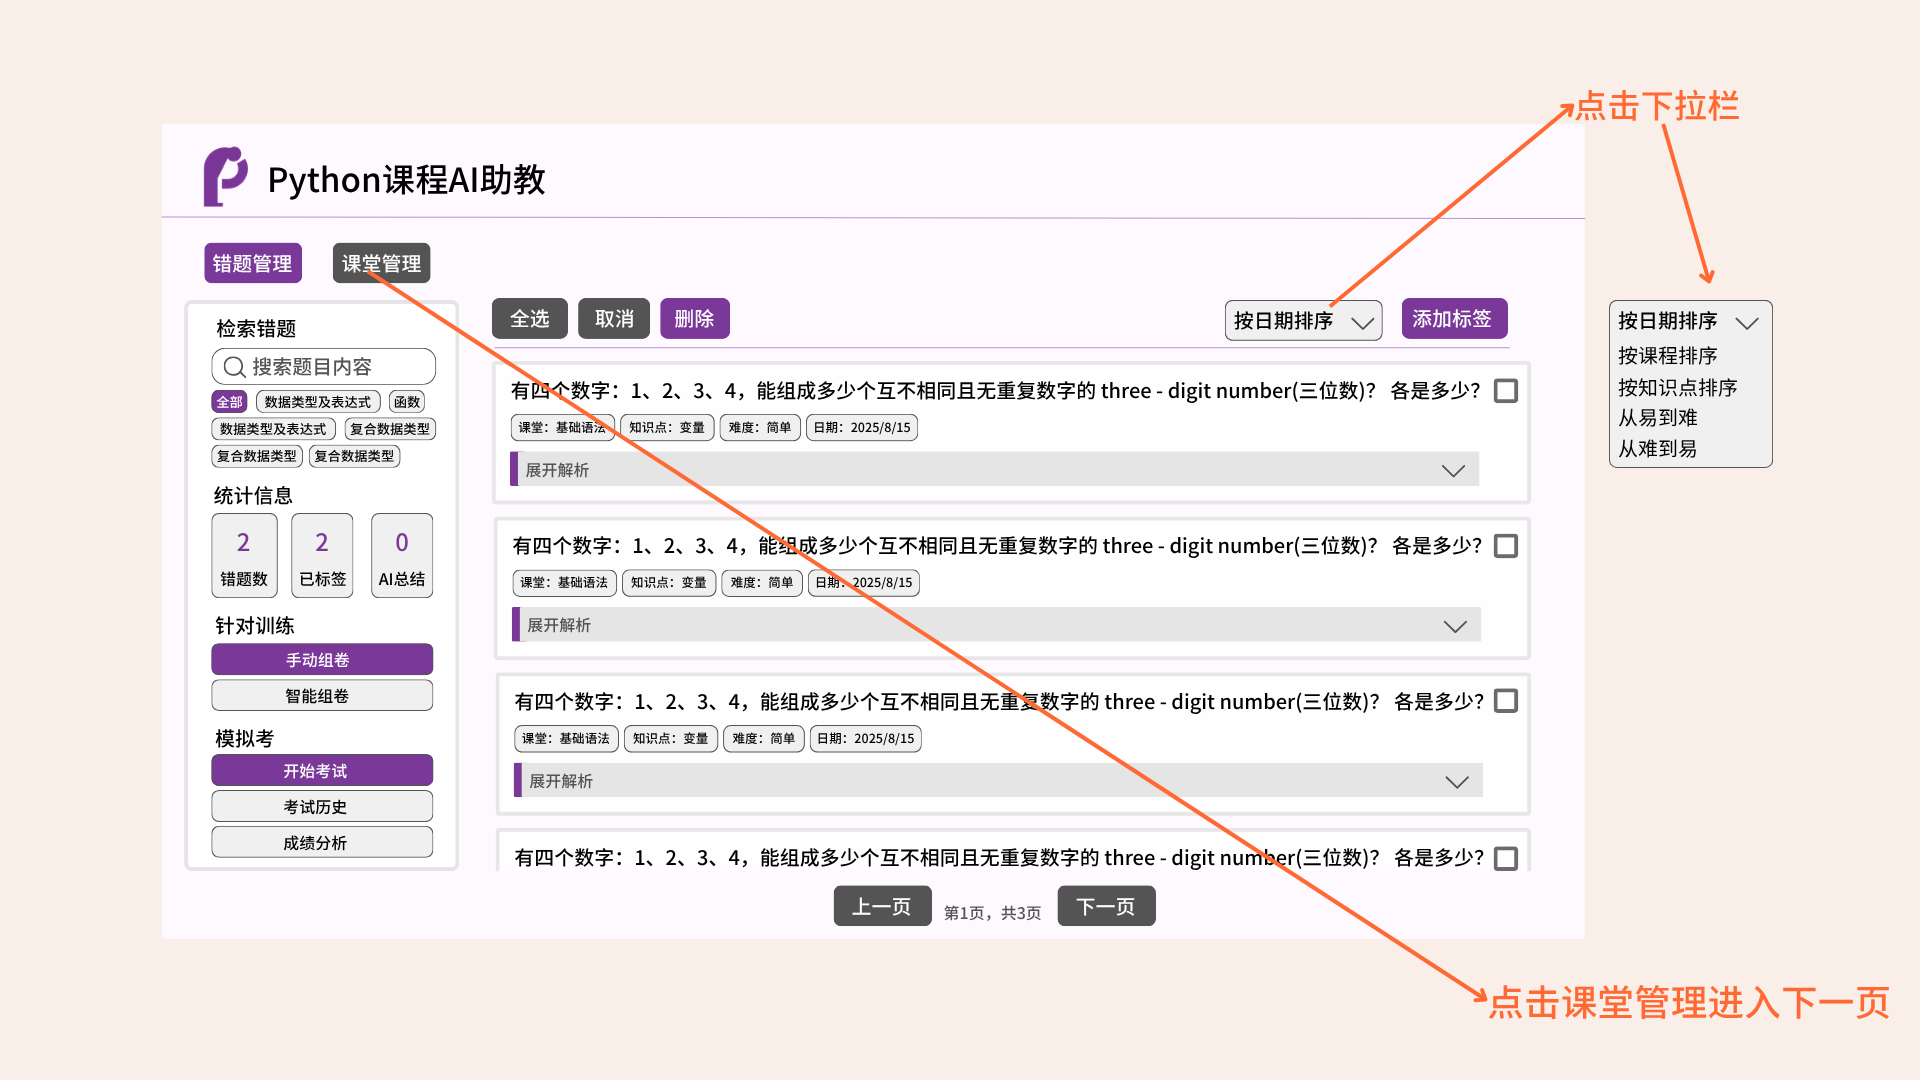 点击下拉栏
Python课程AI助教
错题管理 课堂管理
全选 取消 删除 按日期排序 添加标签
检索错题
搜索题目内容
全部 数据类型及表达式 函数
数据类型及表达式 复合数据类型
复合数据类型 复合数据类型
统计信息
2 2 0
错题数 已标签 AI总结
针对训练
手动组卷
智能组卷
模拟考
开始考试
考试历史
成绩分析
有四个数字：1、2、3、4，能组成多少个互不相同且无重复数字的 three - digit number(三位数)？ 各是多少？
课堂：基础语法 知识点：变量 难度：简单 日期：2025/8/15
展开解析
有四个数字：1、2、3、4，能组成多少个互不相同且无重复数字的 three - digit number(三位数)？ 各是多少？
课堂：基础语法 知识点：变量 难度：简单 日期：2025/8/15
展开解析
有四个数字：1、2、3、4，能组成多少个互不相同且无重复数字的 three - digit number(三位数)？ 各是多少？
课堂：基础语法 知识点：变量 难度：简单 日期：2025/8/15
展开解析
有四个数字：1、2、3、4，能组成多少个互不相同且无重复数字的 three - digit number(三位数)？ 各是多少？
上一页 第1页，共3页 下一页
按日期排序
按课程排序
按知识点排序
从易到难
从难到易
点击课堂管理进入下一页